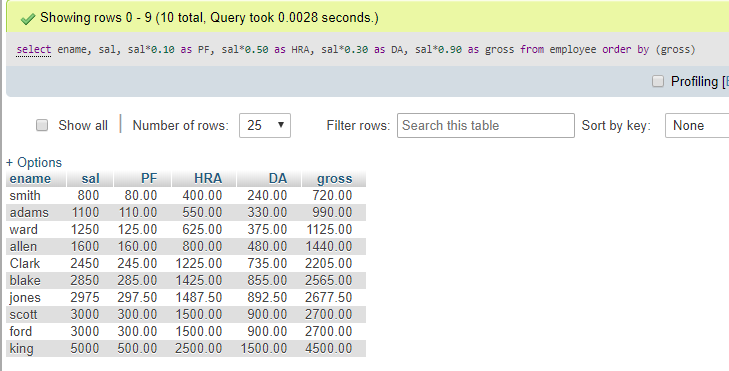 Showing rows 0 - 9 (10 total, Query took 0.0028 seconds.)
select ename, sal, sal*0.10 as PF, sal*0.50 as HRA, sal*0.30 as DA, sal*0.90 as gross from employee order by (gross)
Profiling [
Show all Number of rows: 25 Filter rows: Search this table Sort by key: None
+ Options
ename sal PF HRA DA gross
smith 800 80.00 400.00 240.00 720.00
adams 1100 110.00 550.00 330.00 990.00
ward 1250 125.00 625.00 375.00 1125.00
allen 1600 160.00 800.00 480.00 1440.00
Clark 2450 245.00 1225.00 735.00 2205.00
blake 2850 285.00 1425.00 855.00 2565.00
jones 2975 297.50 1487.50 892.50 2677.50
scott 3000 300.00 1500.00 900.00 2700.00
ford 3000 300.00 1500.00 900.00 2700.00
king 5000 500.00 2500.00 1500.00 4500.00